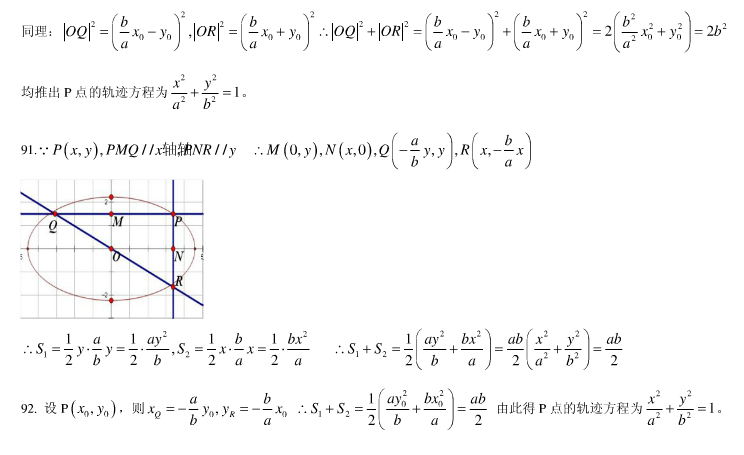 同理：|OQ|² = (b/a x₀ − y₀)², |OR|² = (b/a x₀ + y₀)² ∴|OQ|² + |OR|² = (b/a x₀ − y₀)² + (b/a x₀ + y₀)² = 2(b²/a² x₀² + y₀²) = 2b²
均推出 P 点的轨迹方程为 x²/a² + y²/b² = 1。
91.∵ P(x, y), PMQ // x轴, PNR // y轴 ∴ M(0, y), N(x,0), Q(−a/b y, y), R(x, −b/a x)
2
Q M P
O N
R
-2
∴ S₁ = 1/2 y · a/b y = 1/2 · ay²/b, S₂ = 1/2 x · b/a x = 1/2 · bx²/a ∴ S₁ + S₂ = 1/2(ay²/b + bx²/a) = ab/2(x²/a² + y²/b²) = ab/2
92. 设 P(x₀, y₀)，则 x_Q = −a/b y₀, y_R = −b/a x₀ ∴ S₁ + S₂ = 1/2(ay₀²/b + bx₀²/a) = ab/2 由此得 P 点的轨迹方程为 x²/a² + y²/b² = 1。